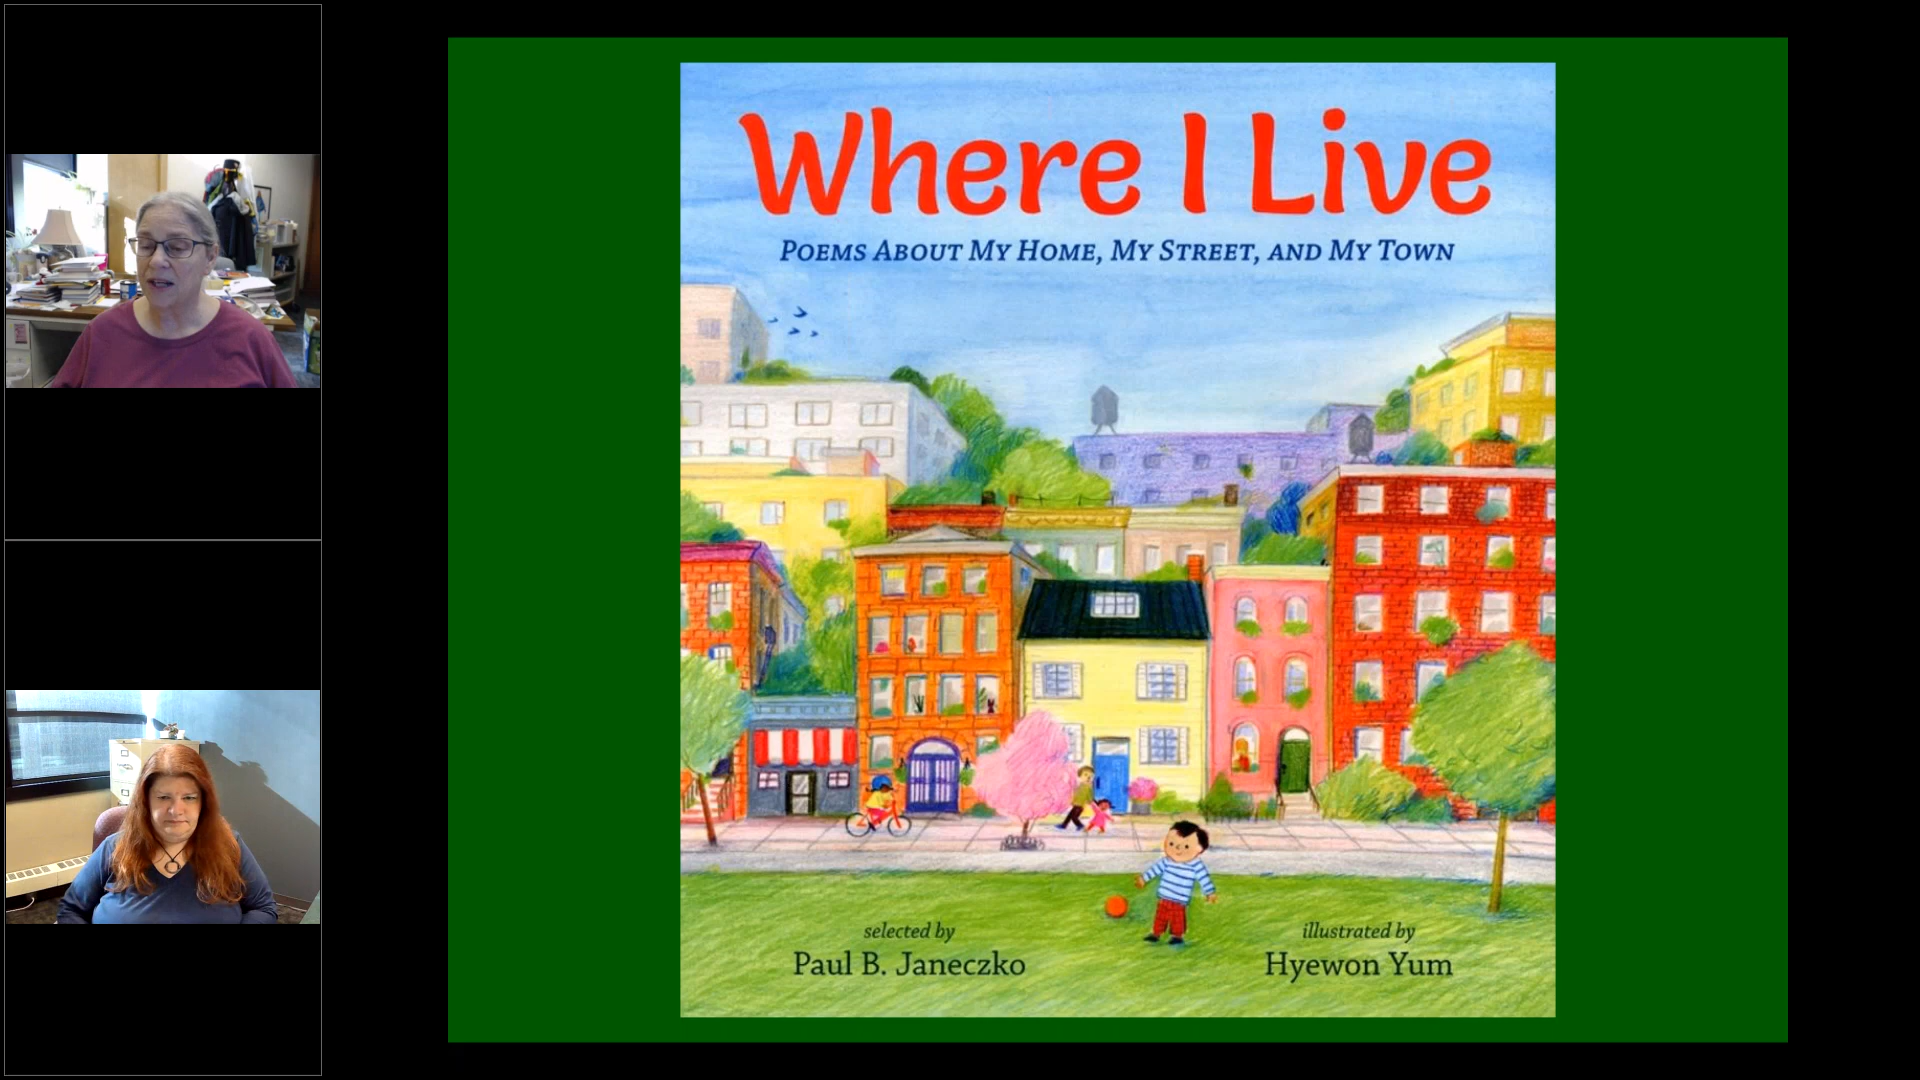 Where I Live
Poems About My Home, My Street, and My Town
selected by
Paul B. Janeczko
illustrated by
Hyewon Yum